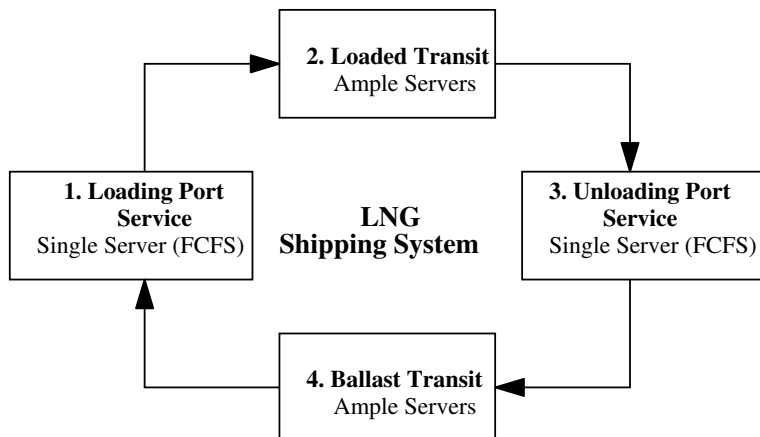 2. Loaded Transit
Ample Servers
1. Loading Port
Service
Single Server (FCFS)
LNG
Shipping System
3. Unloading Port
Service
Single Server (FCFS)
4. Ballast Transit
Ample Servers